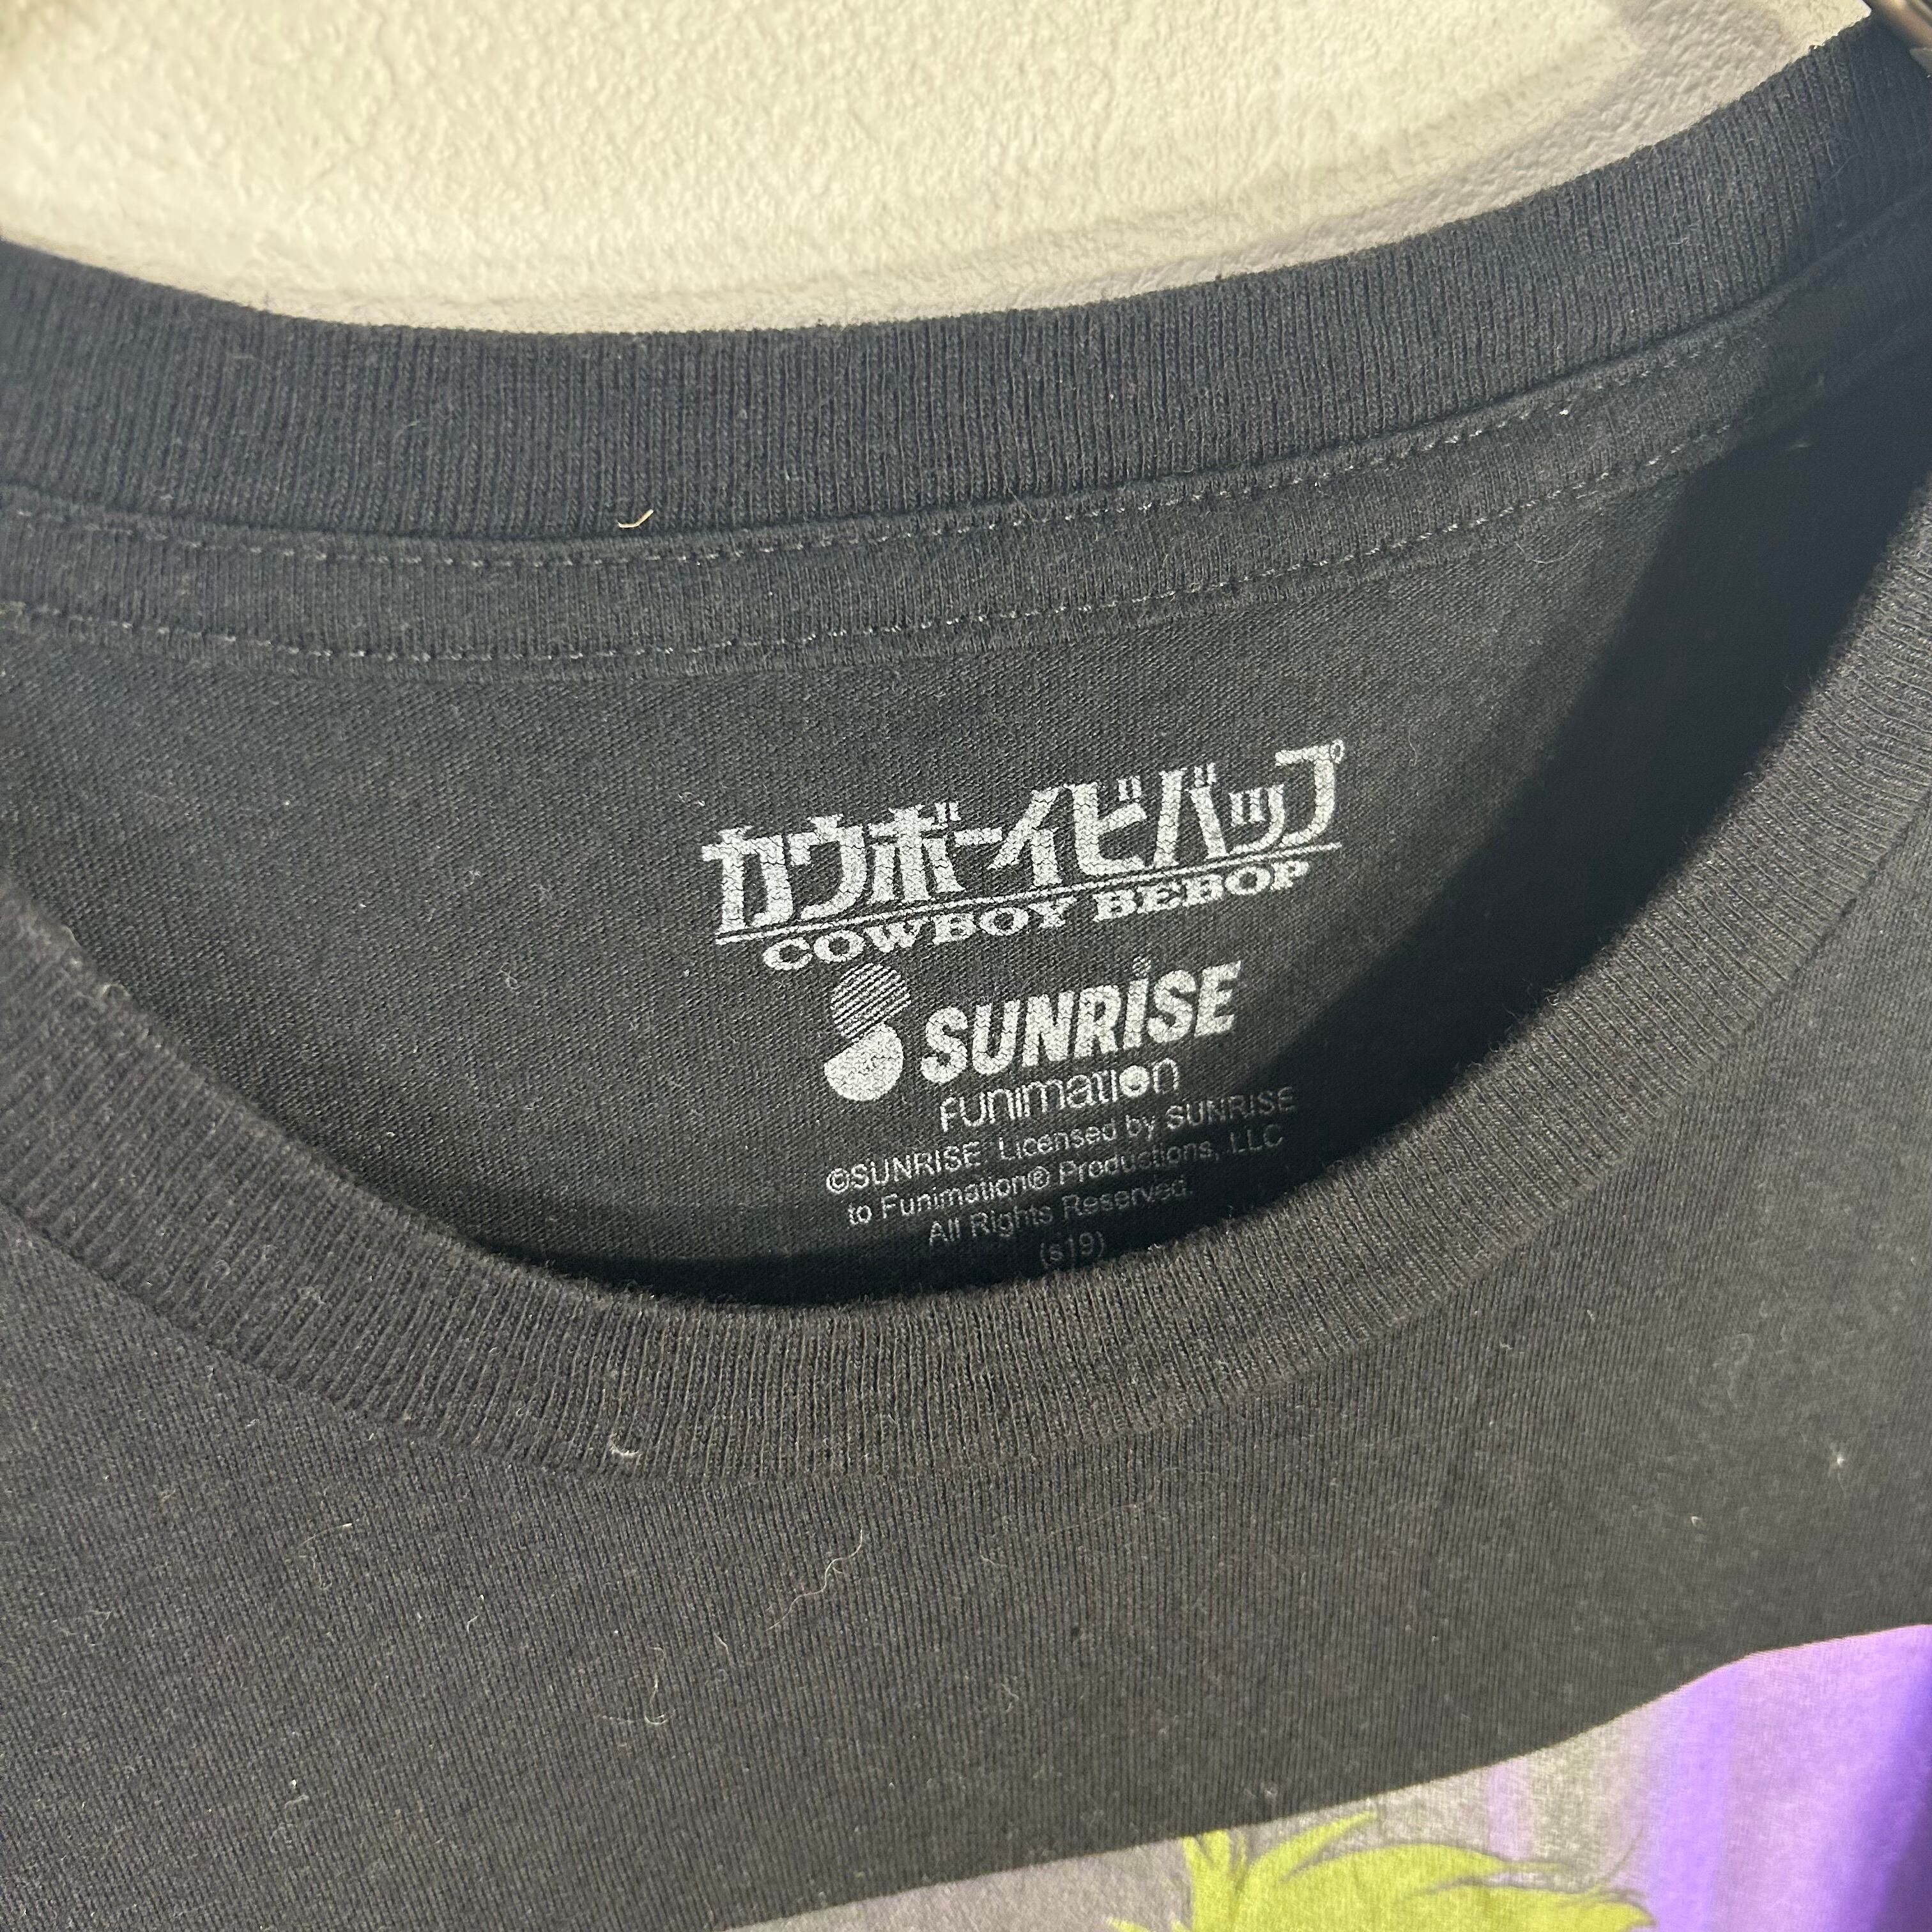 カウボーイビバップ
COWBOY BEBOP
SUNRISE
FUNIMATION
©SUNRISE Licensed by SUNRISE
to Funimation® Productions, LLC
All Rights Reserved.
(s19)